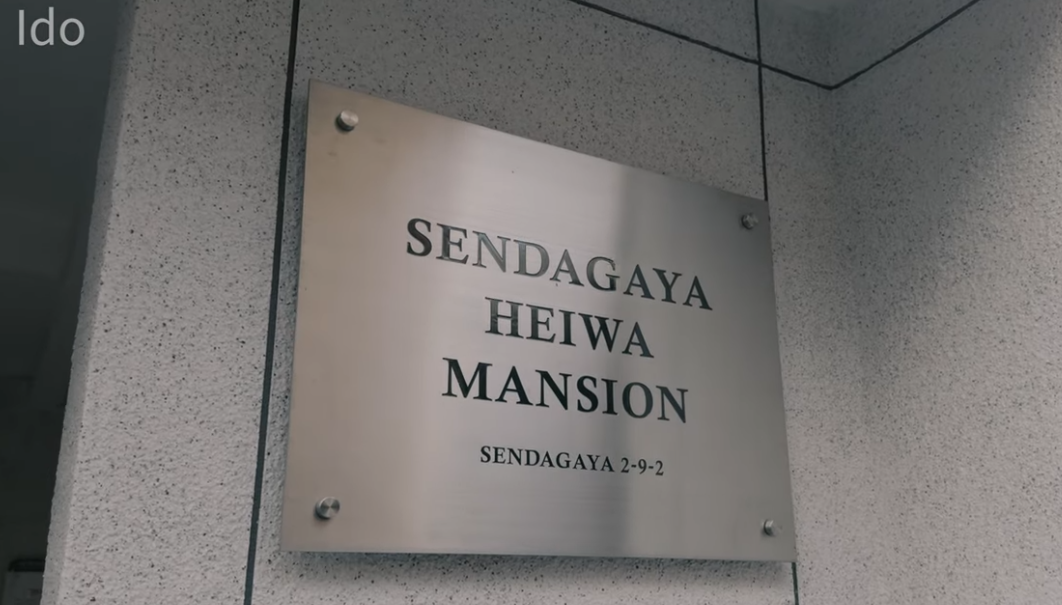 Ido
SENDAGAYA
HEIWA
MANSION
SENDAGAYA 2-9-2